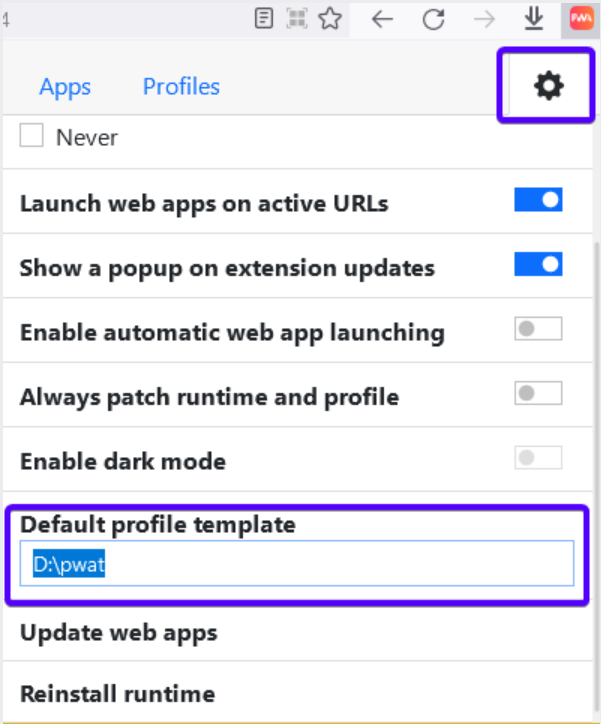 4
PWA
Apps Profiles
Never
Launch web apps on active URLs
Show a popup on extension updates
Enable automatic web app launching
Always patch runtime and profile
Enable dark mode
Default profile template
D:\pwat
Update web apps
Reinstall runtime